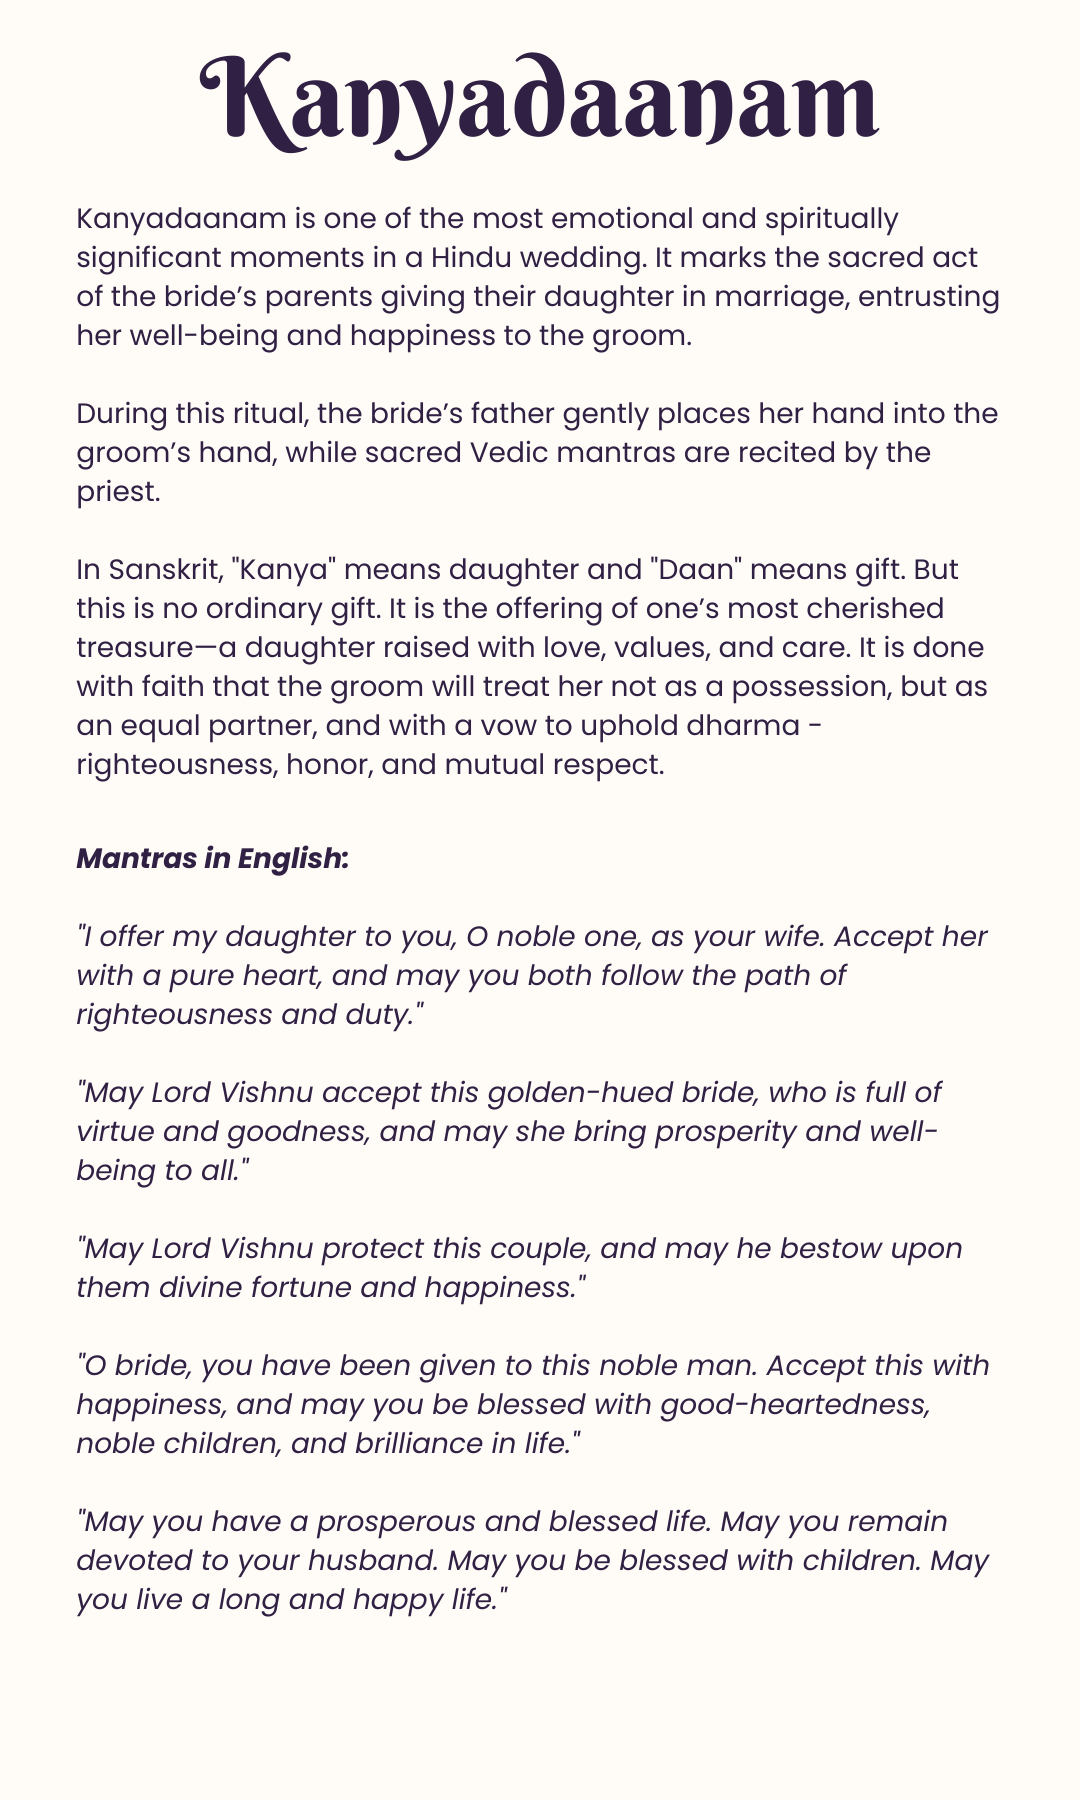 Kanyadaanam
Kanyadaanam is one of the most emotional and spiritually
significant moments in a Hindu wedding. It marks the sacred act
of the bride’s parents giving their daughter in marriage, entrusting
her well-being and happiness to the groom.
During this ritual, the bride’s father gently places her hand into the
groom’s hand, while sacred Vedic mantras are recited by the
priest.
In Sanskrit, "Kanya" means daughter and "Daan" means gift. But
this is no ordinary gift. It is the offering of one’s most cherished
treasure—a daughter raised with love, values, and care. It is done
with faith that the groom will treat her not as a possession, but as
an equal partner, and with a vow to uphold dharma -
righteousness, honor, and mutual respect.
Mantras in English:
"I offer my daughter to you, O noble one, as your wife. Accept her
with a pure heart, and may you both follow the path of
righteousness and duty."
"May Lord Vishnu accept this golden-hued bride, who is full of
virtue and goodness, and may she bring prosperity and well-
being to all."
"May Lord Vishnu protect this couple, and may he bestow upon
them divine fortune and happiness."
"O bride, you have been given to this noble man. Accept this with
happiness, and may you be blessed with good-heartedness,
noble children, and brilliance in life."
"May you have a prosperous and blessed life. May you remain
devoted to your husband. May you be blessed with children. May
you live a long and happy life."